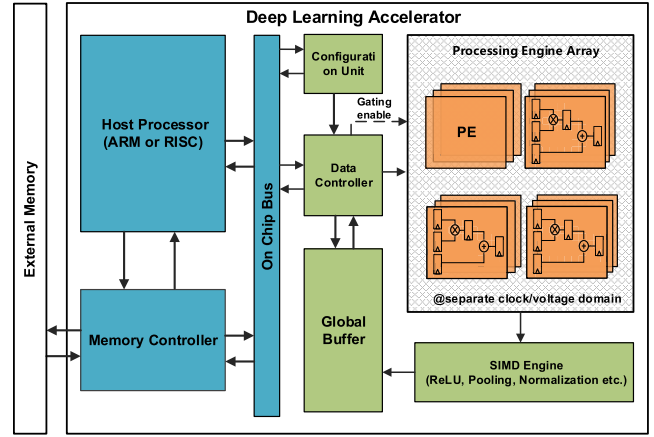 Deep Learning Accelerator
External Memory
Host Processor
(ARM or RISC)
Memory Controller
On Chip Bus
Configurati
on Unit
Gating
enable
Data
Controller
Global
Buffer
Processing Engine Array
PE
@separate clock/voltage domain
SIMD Engine
(ReLU, Pooling, Normalization etc.)